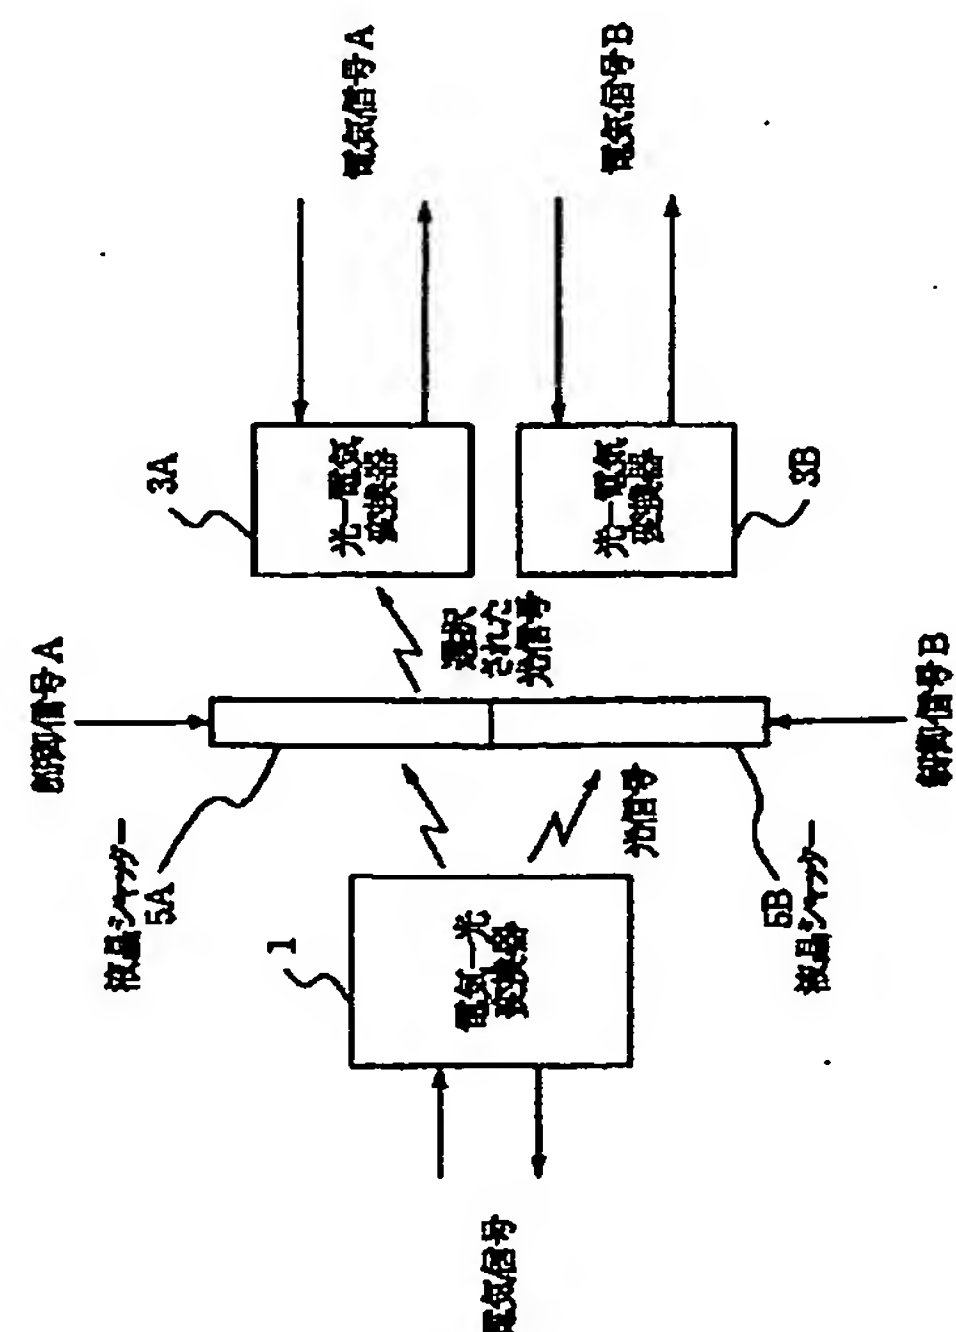 電気信号A
電気信号B
3A
光－電気
変換器
光－電気
変換器
3B
選択
された
光信号
制御信号A
制御信号B
光信号
液晶シャッター
5A
5B
液晶シャッター
1
電気－光
変換器
電気信号